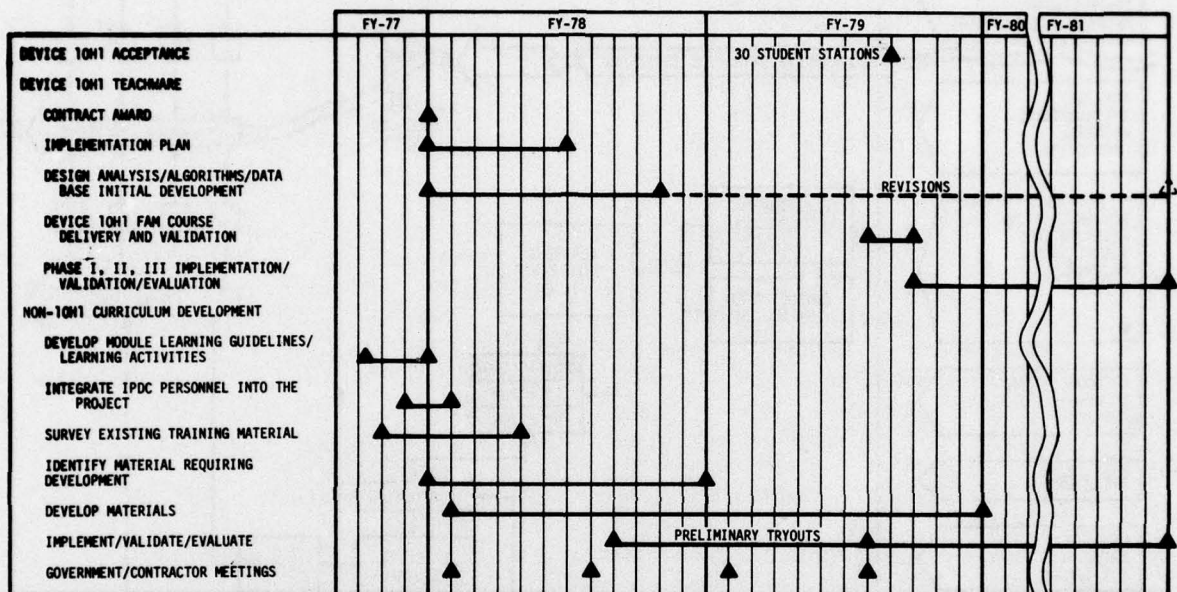 FY-77 FY-78 FY-79 FY-80 FY-81
DEVICE 10H1 ACCEPTANCE
30 STUDENT STATIONS
DEVICE 10H1 TEACHWARE
CONTRACT AWARD
IMPLEMENTATION PLAN
DESIGN ANALYSIS/ALGORITHMS/DATA
BASE INITIAL DEVELOPMENT
REVISIONS
DEVICE 10H1 FAM COURSE
DELIVERY AND VALIDATION
PHASE I, II, III IMPLEMENTATION/
VALIDATION/EVALUATION
NON-10H1 CURRICULUM DEVELOPMENT
DEVELOP MODULE LEARNING GUIDELINES/
LEARNING ACTIVITIES
INTEGRATE IPDC PERSONNEL INTO THE
PROJECT
SURVEY EXISTING TRAINING MATERIAL
IDENTIFY MATERIAL REQUIRING
DEVELOPMENT
DEVELOP MATERIALS
IMPLEMENT/VALIDATE/EVALUATE
PRELIMINARY TRYOUTS
GOVERNMENT/CONTRACTOR MEETINGS